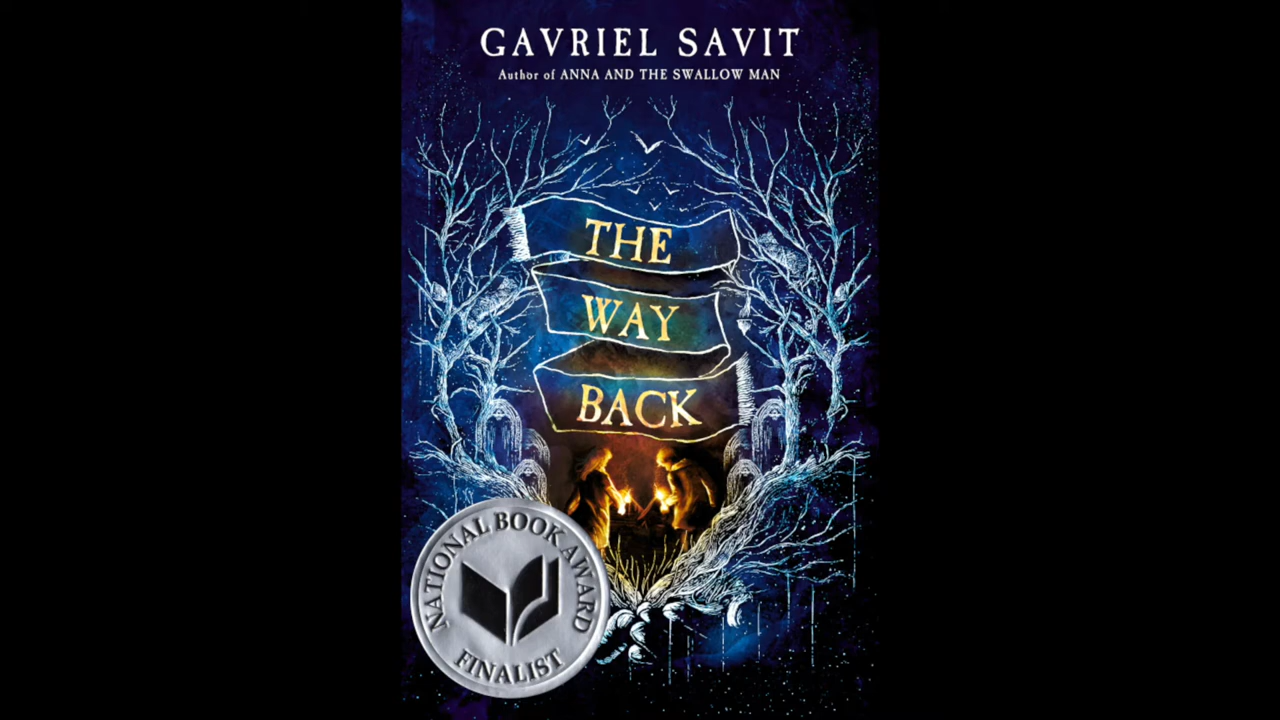 GAVRIEL SAVIT
Author of ANNA AND THE SWALLOW MAN
THE
WAY
BACK
NATIONAL BOOK AWARD
FINALIST